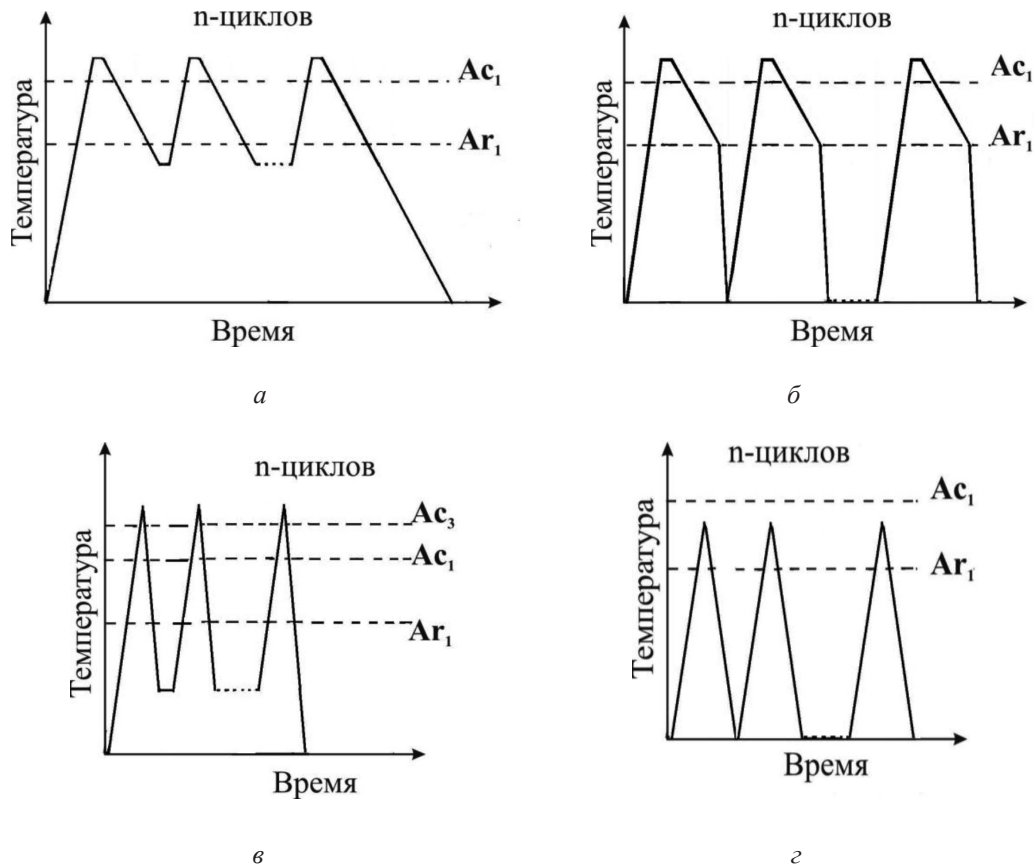 n-циклов
Температура
Ac₁
Ar₁
Время
а
n-циклов
Температура
Ac₁
Ar₁
Время
б
n-циклов
Температура
Ac₃
Ac₁
Ar₁
Время
в
n-циклов
Температура
Ac₁
Ar₁
Время
г